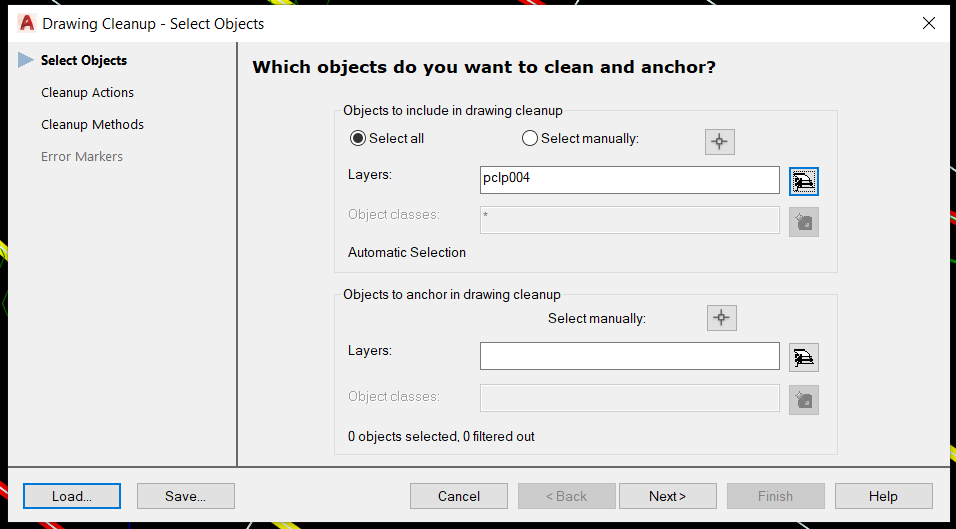 Drawing Cleanup - Select Objects
Select Objects
Cleanup Actions
Cleanup Methods
Error Markers
Which objects do you want to clean and anchor?
Objects to include in drawing cleanup
Select all
Select manually:
Layers:
pclp004
Object classes:
*
Automatic Selection
Objects to anchor in drawing cleanup
Select manually:
Layers:
Object classes:
0 objects selected, 0 filtered out
Load...
Save...
Cancel
< Back
Next >
Finish
Help